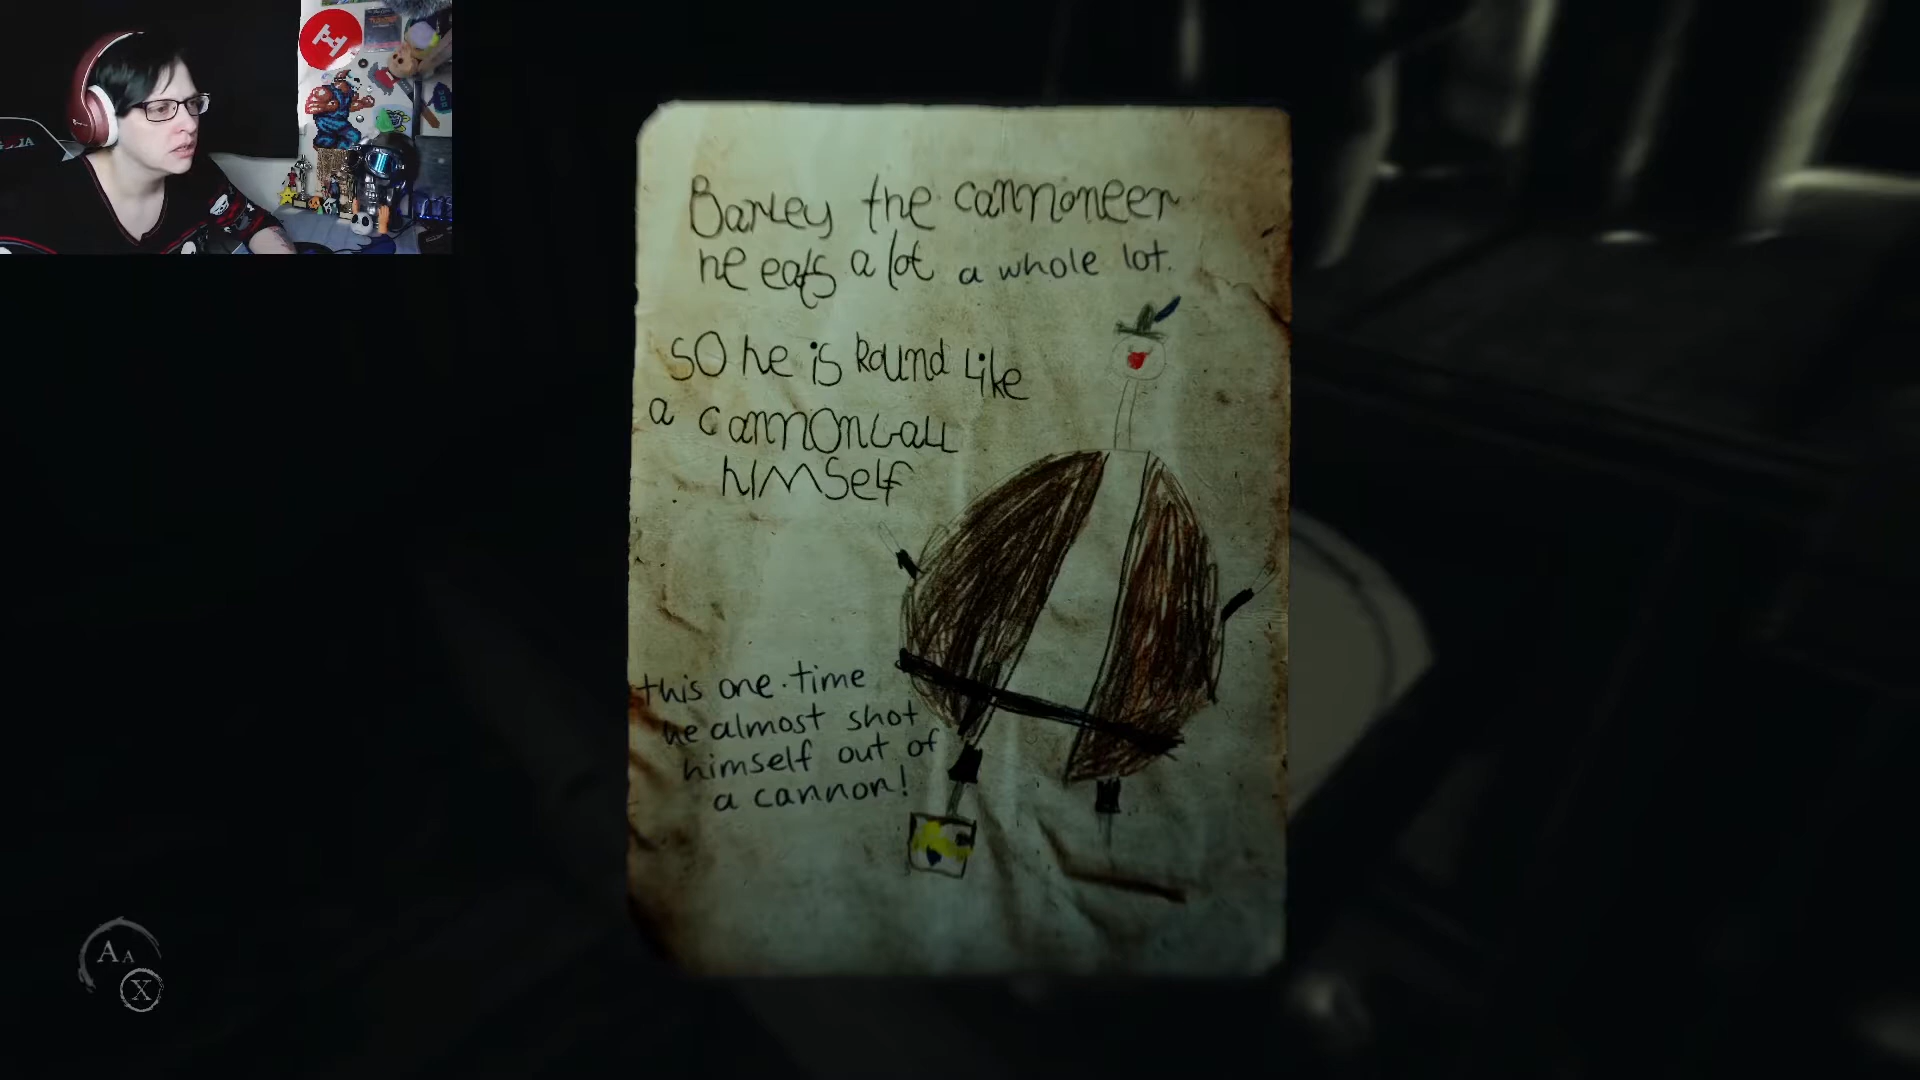 Barley the cannoneer
he eats a lot a whole lot.
so he is Round Like
a cannonball
himself
this one time
he almost shot
himself out of
a cannon!
A A
X